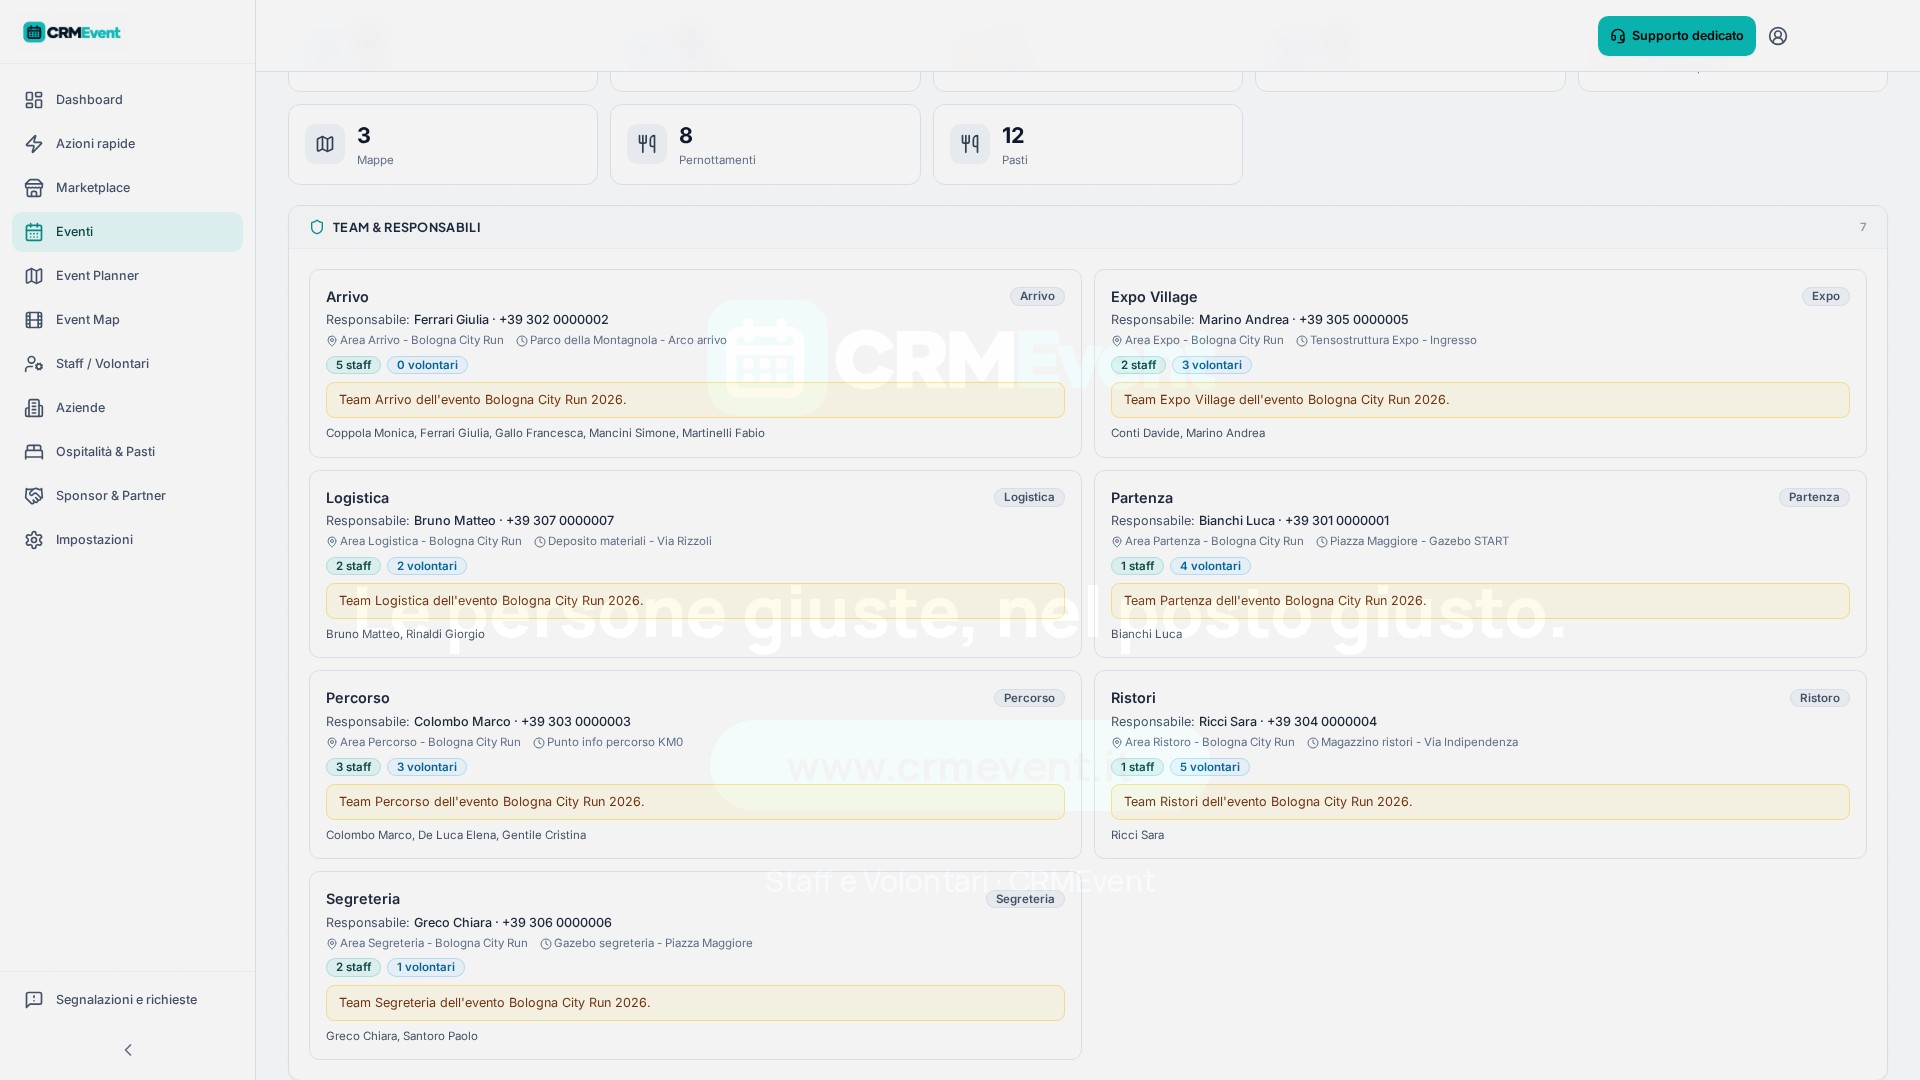 CRMEvent
Supporto dedicato
Dashboard
Azioni rapide
Marketplace
Eventi
Event Planner
Event Map
Staff / Volontari
Aziende
Ospitalità & Pasti
Sponsor & Partner
Impostazioni
Segnalazioni e richieste
3
Mappe
8
Pernottamenti
12
Pasti
TEAM & RESPONSABILI
7
Arrivo
Arrivo
Responsabile: Ferrari Giulia · +39 302 0000002
Area Arrivo - Bologna City Run Parco della Montagnola - Arco arrivo
5 staff 0 volontari
Team Arrivo dell'evento Bologna City Run 2026.
Coppola Monica, Ferrari Giulia, Gallo Francesca, Mancini Simone, Martinelli Fabio
Expo Village
Expo
Responsabile: Marino Andrea · +39 305 0000005
Area Expo - Bologna City Run Tensostruttura Expo - Ingresso
2 staff 3 volontari
Team Expo Village dell'evento Bologna City Run 2026.
Conti Davide, Marino Andrea
Logistica
Logistica
Responsabile: Bruno Matteo · +39 307 0000007
Area Logistica - Bologna City Run Deposito materiali - Via Rizzoli
2 staff 2 volontari
Team Logistica dell'evento Bologna City Run 2026.
Bruno Matteo, Rinaldi Giorgio
Partenza
Partenza
Responsabile: Bianchi Luca · +39 301 0000001
Area Partenza - Bologna City Run Piazza Maggiore - Gazebo START
1 staff 4 volontari
Team Partenza dell'evento Bologna City Run 2026.
Bianchi Luca
Percorso
Percorso
Responsabile: Colombo Marco · +39 303 0000003
Area Percorso - Bologna City Run Punto info percorso KM0
3 staff 3 volontari
Team Percorso dell'evento Bologna City Run 2026.
Colombo Marco, De Luca Elena, Gentile Cristina
Ristori
Ristoro
Responsabile: Ricci Sara · +39 304 0000004
Area Ristoro - Bologna City Run Magazzino ristori - Via Indipendenza
1 staff 5 volontari
Team Ristori dell'evento Bologna City Run 2026.
Ricci Sara
Segreteria
Segreteria
Responsabile: Greco Chiara · +39 306 0000006
Area Segreteria - Bologna City Run Gazebo segreteria - Piazza Maggiore
2 staff 1 volontari
Team Segreteria dell'evento Bologna City Run 2026.
Greco Chiara, Santoro Paolo
CRMEvent
Le persone giuste, nel posto giusto.
www.crmevent.it
Staff e Volontari · CRMEvent